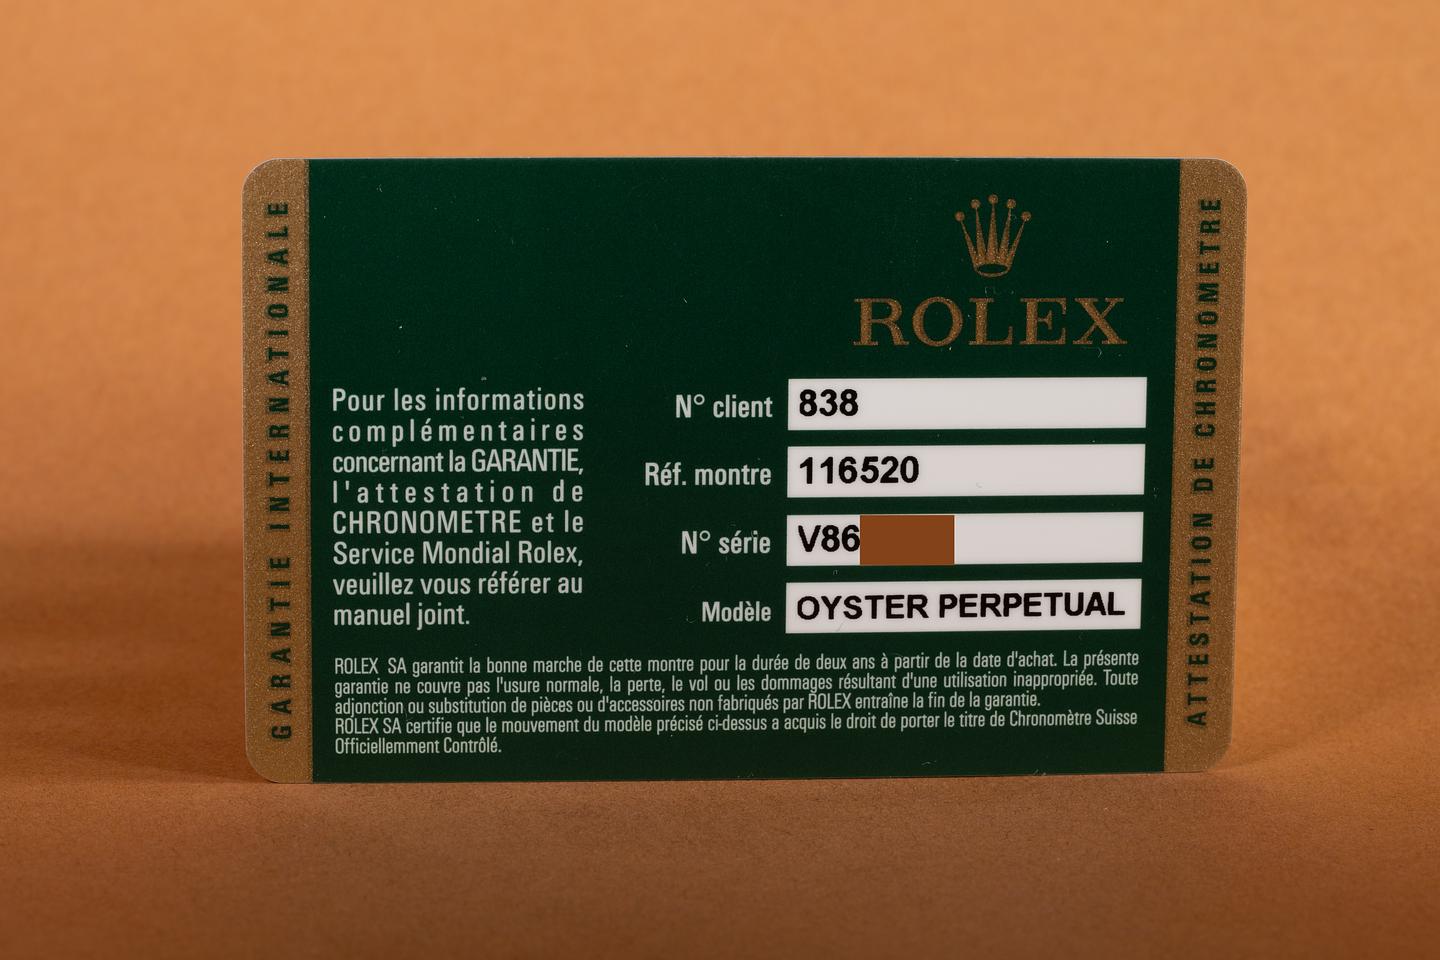 GARANTIE INTERNATIONALE
ROLEX
Pour les informations
complémentaires
concernant la GARANTIE,
l'attestation de
CHRONOMETRE et le
Service Mondial Rolex,
veuillez vous référer au
manuel joint.
N° client 838
Réf. montre 116520
N° série V86
Modèle OYSTER PERPETUAL
ROLEX SA garantit la bonne marche de cette montre pour la durée de deux ans à partir de la date d'achat. La présente
garantie ne couvre pas l'usure normale, la perte, le vol ou les dommages résultant d'une utilisation inappropriée. Toute
adjonction ou substitution de pièces ou d'accessoires non fabriqués par ROLEX entraîne la fin de la garantie.
ROLEX SA certifie que le mouvement du modèle précisé ci-dessus a acquis le droit de porter le titre de Chronomètre Suisse
Officiellemment Contrôlé.
ATTESTATION DE CHRONOMETRE